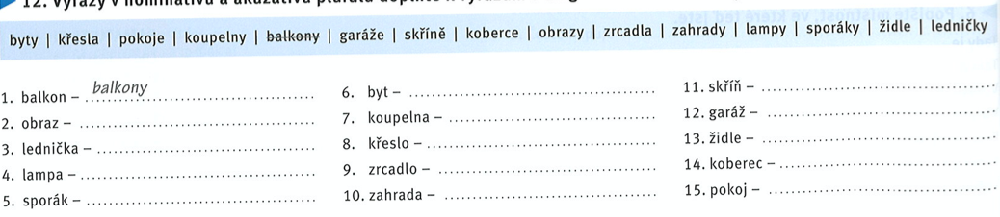 12. Výrazy v nominativu a akuzativu plurálu doplňte k
byty | křesla | pokoje | koupelny | balkony | garáže | skříně | koberce | obrazy | zrcadla | zahrady | lampy | sporáky | židle | ledničky
1. balkon – balkony
2. obraz –
3. lednička –
4. lampa –
5. sporák –
6. byt –
7. koupelna –
8. křeslo –
9. zrcadlo –
10. zahrada –
11. skříň –
12. garáž –
13. židle –
14. koberec –
15. pokoj –